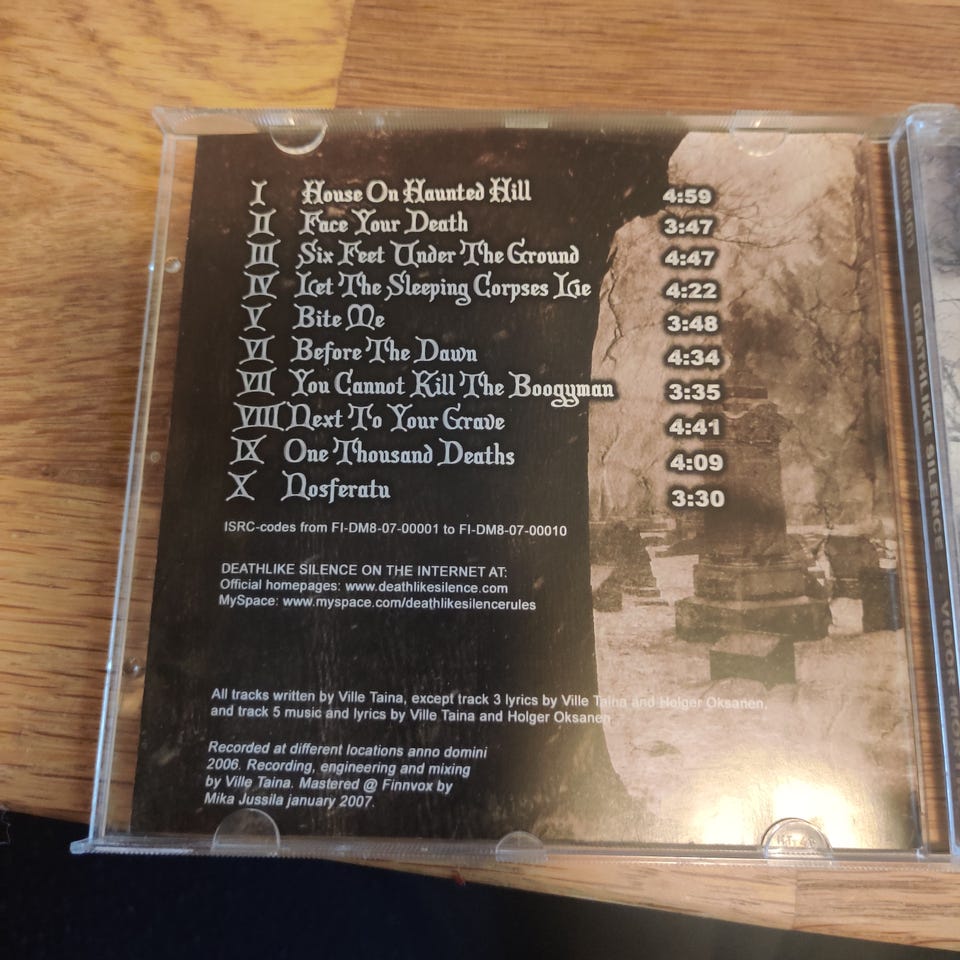 I House On Haunted Hill 4:59
II Face Your Death 3:47
III Six Feet Under The Ground 4:47
IV Let The Sleeping Corpses Lie 4:22
V Bite Me 3:48
VI Before The Dawn 4:34
VII You Cannot Kill The Boogyman 3:35
VIII Next To Your Grave 4:41
IX One Thousand Deaths 4:09
X Nosferatu 3:30
ISRC-codes from FI-DM8-07-00001 to FI-DM8-07-00010
DEATHLIKE SILENCE ON THE INTERNET AT:
Official homepages: www.deathlikesilence.com
MySpace: www.myspace.com/deathlikesilencerules
All tracks written by Ville Taina, except track 3 lyrics by Ville Taina and Holger Oksanen,
and track 5 music and lyrics by Ville Taina and Holger Oksanen
Recorded at different locations anno domini
2006. Recording, engineering and mixing
by Ville Taina. Mastered @ Finnvox by
Mika Jussila january 2007.
DEATHLIKE SILENCE - VIGOR